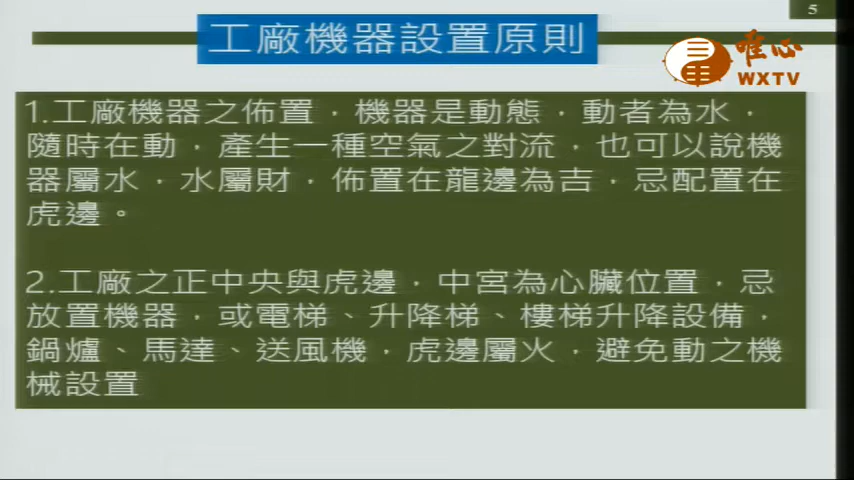 5
工廠機器設置原則
唯心
WXTV
1.工廠機器之佈置，機器是動態，動者為水，
隨時在動，產生一種空氣之對流，也可以說機
器屬水，水屬財，佈置在龍邊為吉，忌配置在
虎邊。
2.工廠之正中央與虎邊，中宮為心臟位置，忌
放置機器，或電梯、升降梯、樓梯升降設備，
鍋爐、馬達、送風機，虎邊屬火，避免動之機
械設置